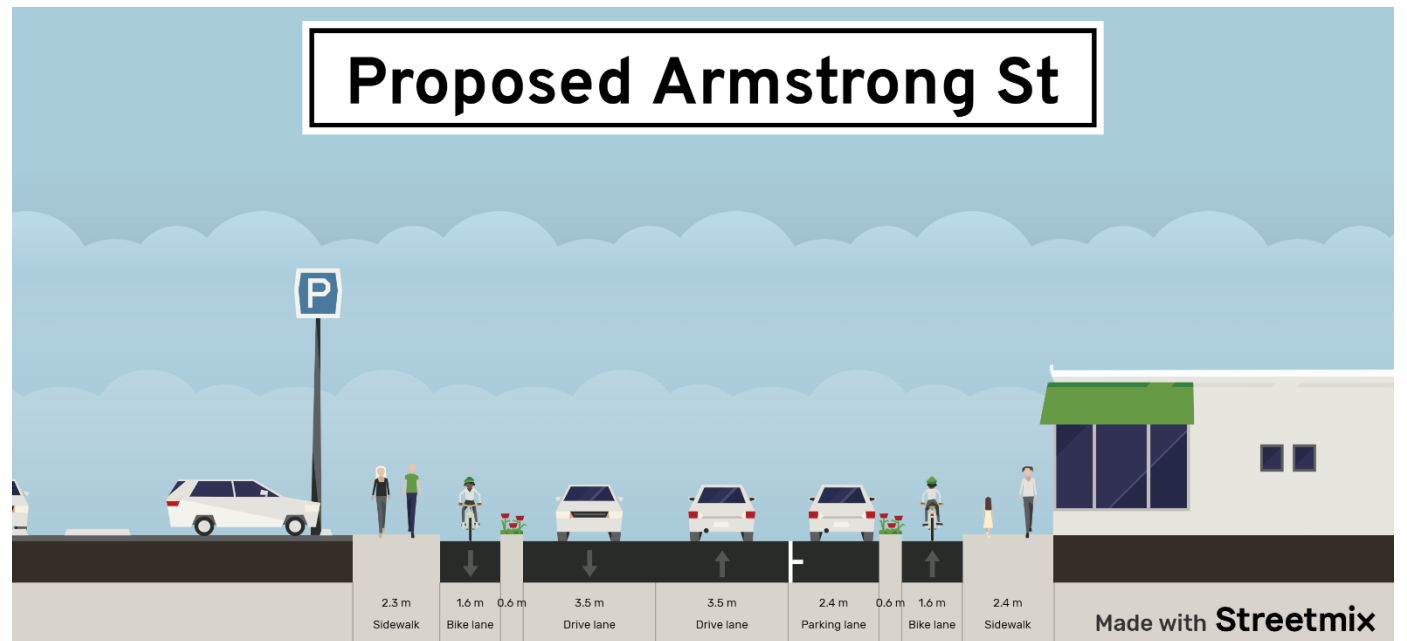 Proposed Armstrong St
P
2.3 m 1.6 m 0.6 m 3.5 m 3.5 m 2.4 m 0.6 m 1.6 m 2.4 m
Sidewalk Bike lane Drive lane Drive lane Parking lane Bike lane Sidewalk
Made with Streetmix